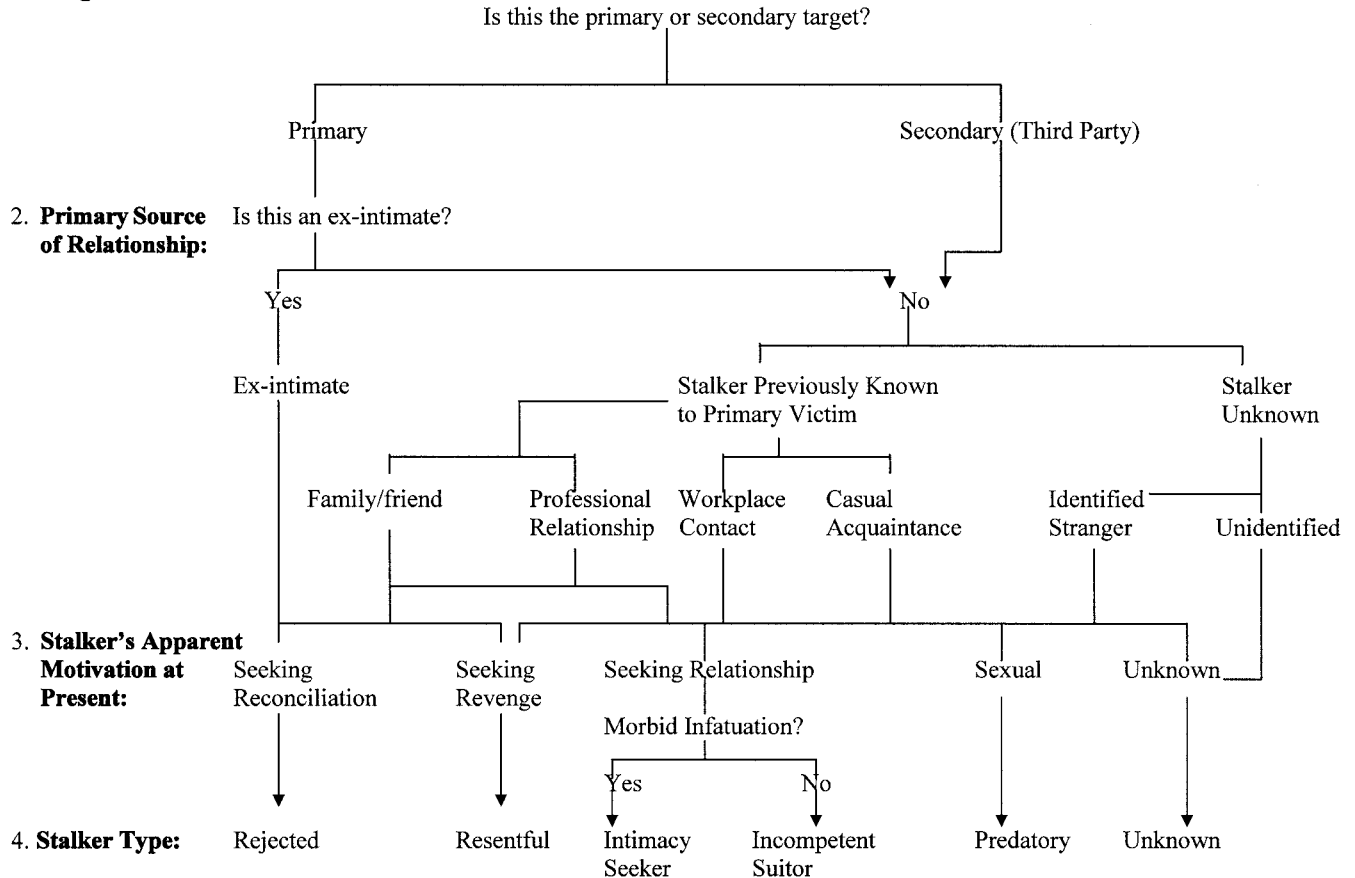 Is this the primary or secondary target?
Primary
Secondary (Third Party)
2. Primary Source
of Relationship:
Is this an ex-intimate?
Yes
No
Ex-intimate
Stalker Previously Known
to Primary Victim
Stalker
Unknown
Family/friend
Professional
Relationship
Workplace
Contact
Casual
Acquaintance
Identified
Stranger
Unidentified
3. Stalker's Apparent
Motivation at
Present:
Seeking
Reconciliation
Seeking
Revenge
Seeking Relationship
Sexual
Unknown
Morbid Infatuation?
Yes
No
4. Stalker Type:
Rejected
Resentful
Intimacy
Seeker
Incompetent
Suitor
Predatory
Unknown